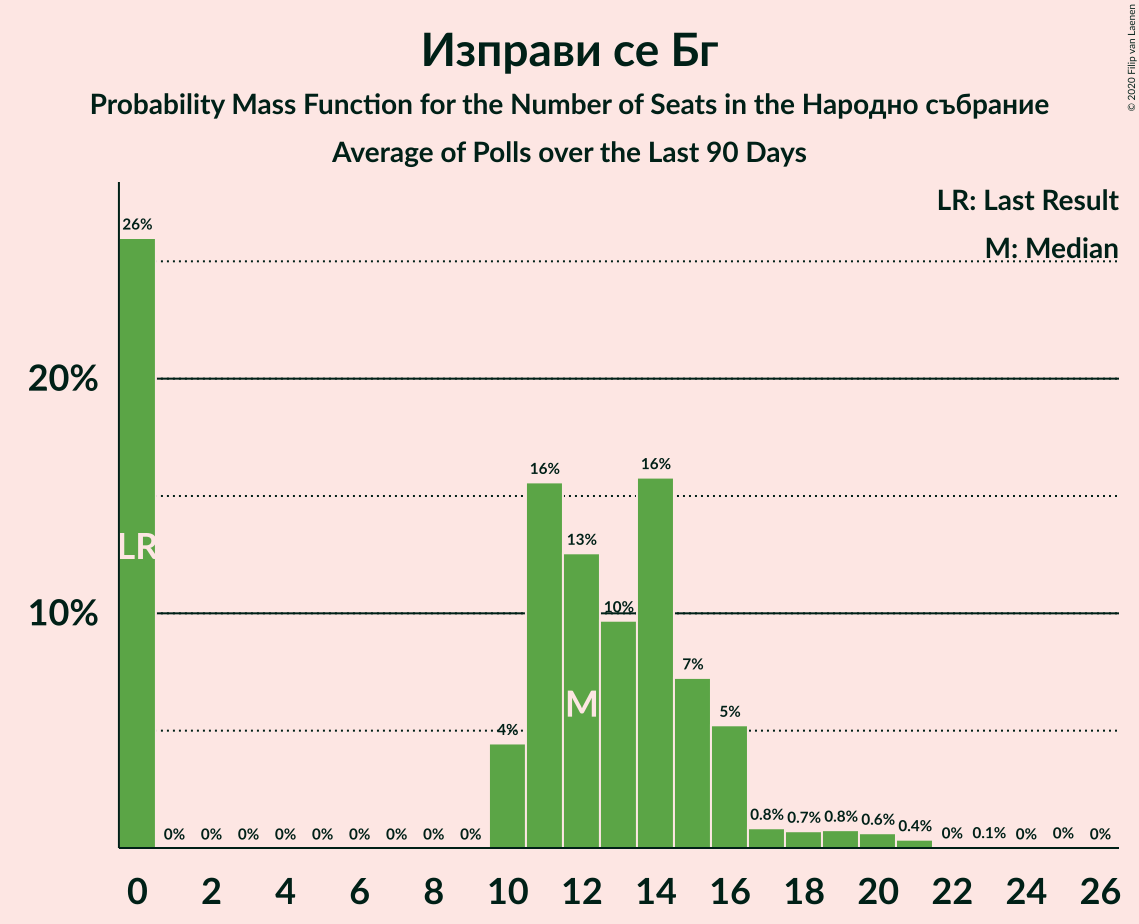 Изправи се Бг
Probability Mass Function for the Number of Seats in the Народно събрание
Average of Polls over the Last 90 Days
© 2020 Filip van Laenen
LR: Last Result
M: Median
26%
20%
16% 16%
LR
13%
10%
10%
7%
M
5%
4%
0% 0% 0% 0% 0% 0% 0% 0% 0% 0.8% 0.7% 0.8% 0.6% 0.4% 0% 0.1% 0% 0% 0%
0 2 4 6 8 10 12 14 16 18 20 22 24 26